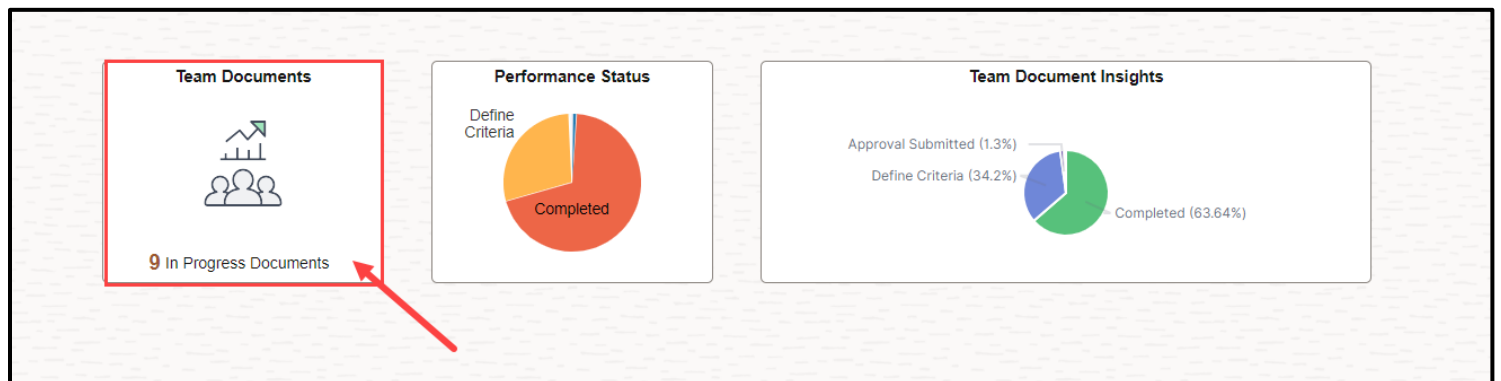 Team Documents
9 In Progress Documents
Performance Status
Define
Criteria
Completed
Team Document Insights
Approval Submitted (1.3%)
Define Criteria (34.2%)
Completed (63.64%)